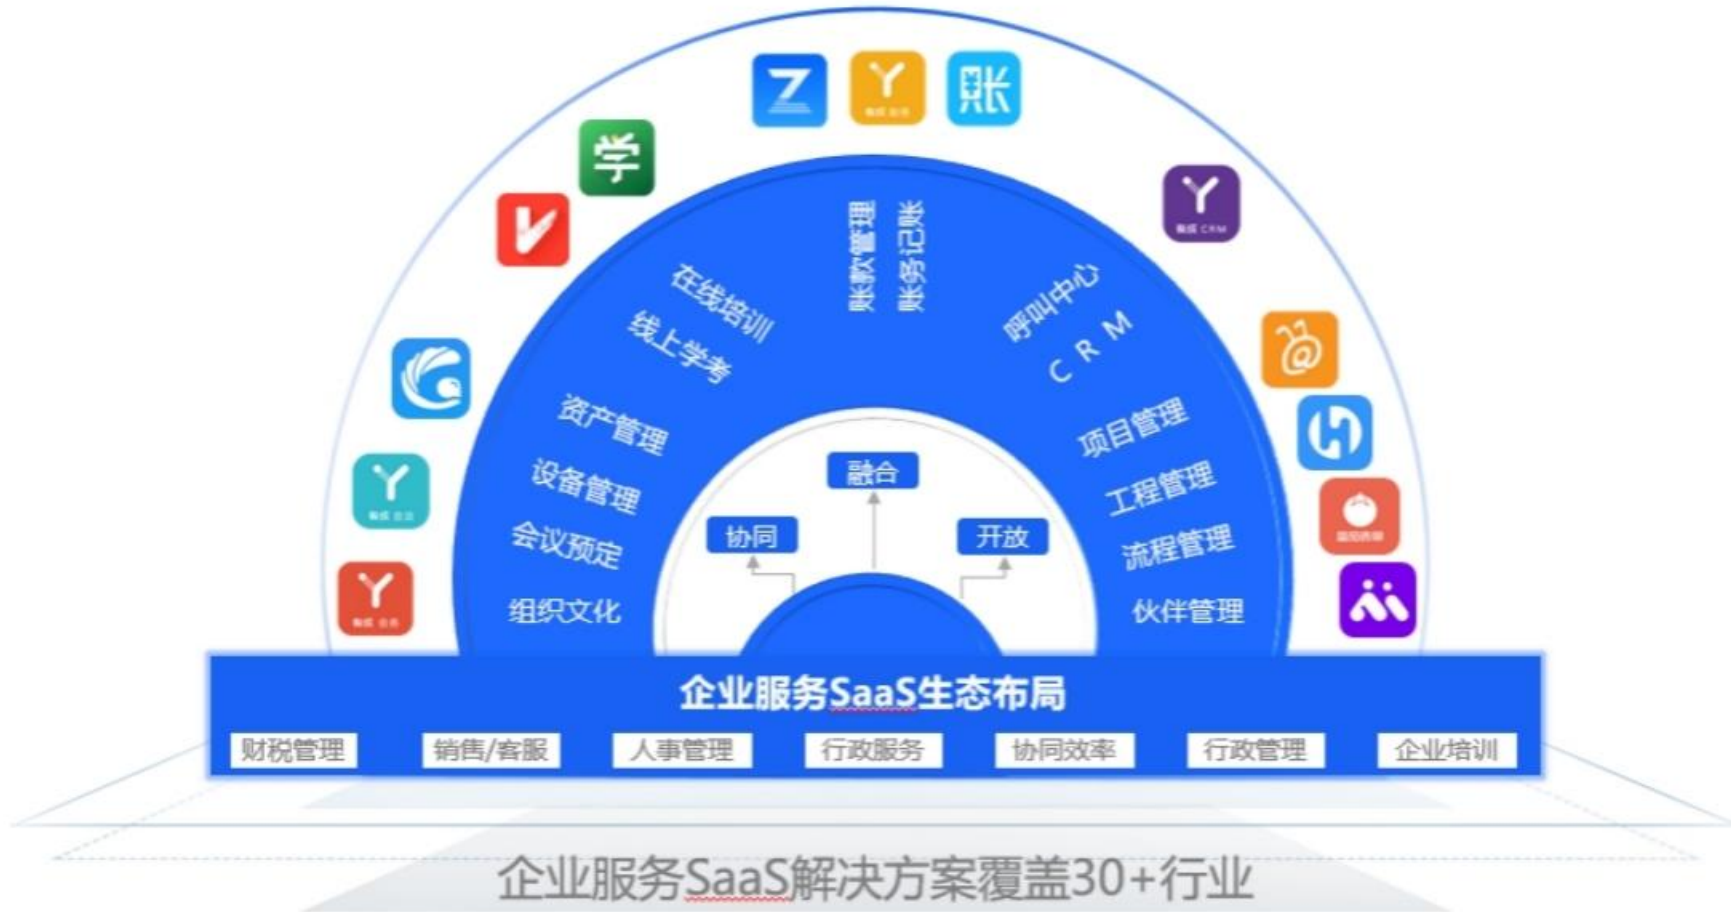 Z
Y
账
学
V
Y
CRM
账款管理
账务记账
在线培训
线上学考
呼叫中心
C R M
资产管理
设备管理
会议预定
组织文化
项目管理
工程管理
流程管理
伙伴管理
Y
Y
融合
协同
开放
企业服务SaaS生态布局
财税管理
销售/客服
人事管理
行政服务
协同效率
行政管理
企业培训
企业服务SaaS解决方案覆盖30+行业